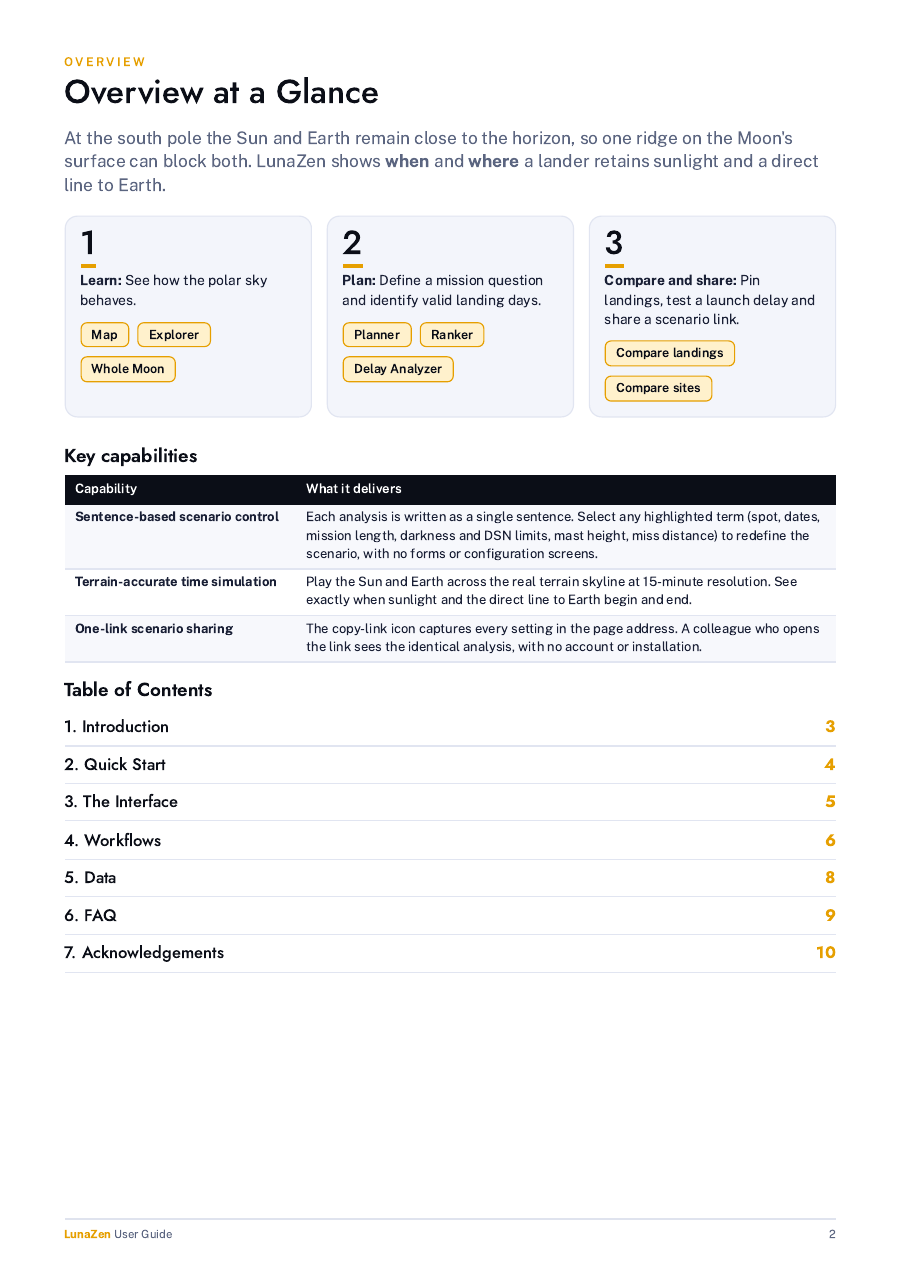 OVERVIEW
Overview at a Glance
At the south pole the Sun and Earth remain close to the horizon, so one ridge on the Moon's
surface can block both. LunaZen shows when and where a lander retains sunlight and a direct
line to Earth.
1
Learn: See how the polar sky
behaves.
Map Explorer
Whole Moon
2
Plan: Define a mission question
and identify valid landing days.
Planner Ranker
Delay Analyzer
3
Compare and share: Pin
landings, test a launch delay and
share a scenario link.
Compare landings
Compare sites
Key capabilities
Capability What it delivers
Sentence-based scenario control Each analysis is written as a single sentence. Select any highlighted term (spot, dates,
mission length, darkness and DSN limits, mast height, miss distance) to redefine the
scenario, with no forms or configuration screens.
Terrain-accurate time simulation Play the Sun and Earth across the real terrain skyline at 15-minute resolution. See
exactly when sunlight and the direct line to Earth begin and end.
One-link scenario sharing The copy-link icon captures every setting in the page address. A colleague who opens
the link sees the identical analysis, with no account or installation.
Table of Contents
1. Introduction 3
2. Quick Start 4
3. The Interface 5
4. Workflows 6
5. Data 8
6. FAQ 9
7. Acknowledgements 10
LunaZen User Guide 2